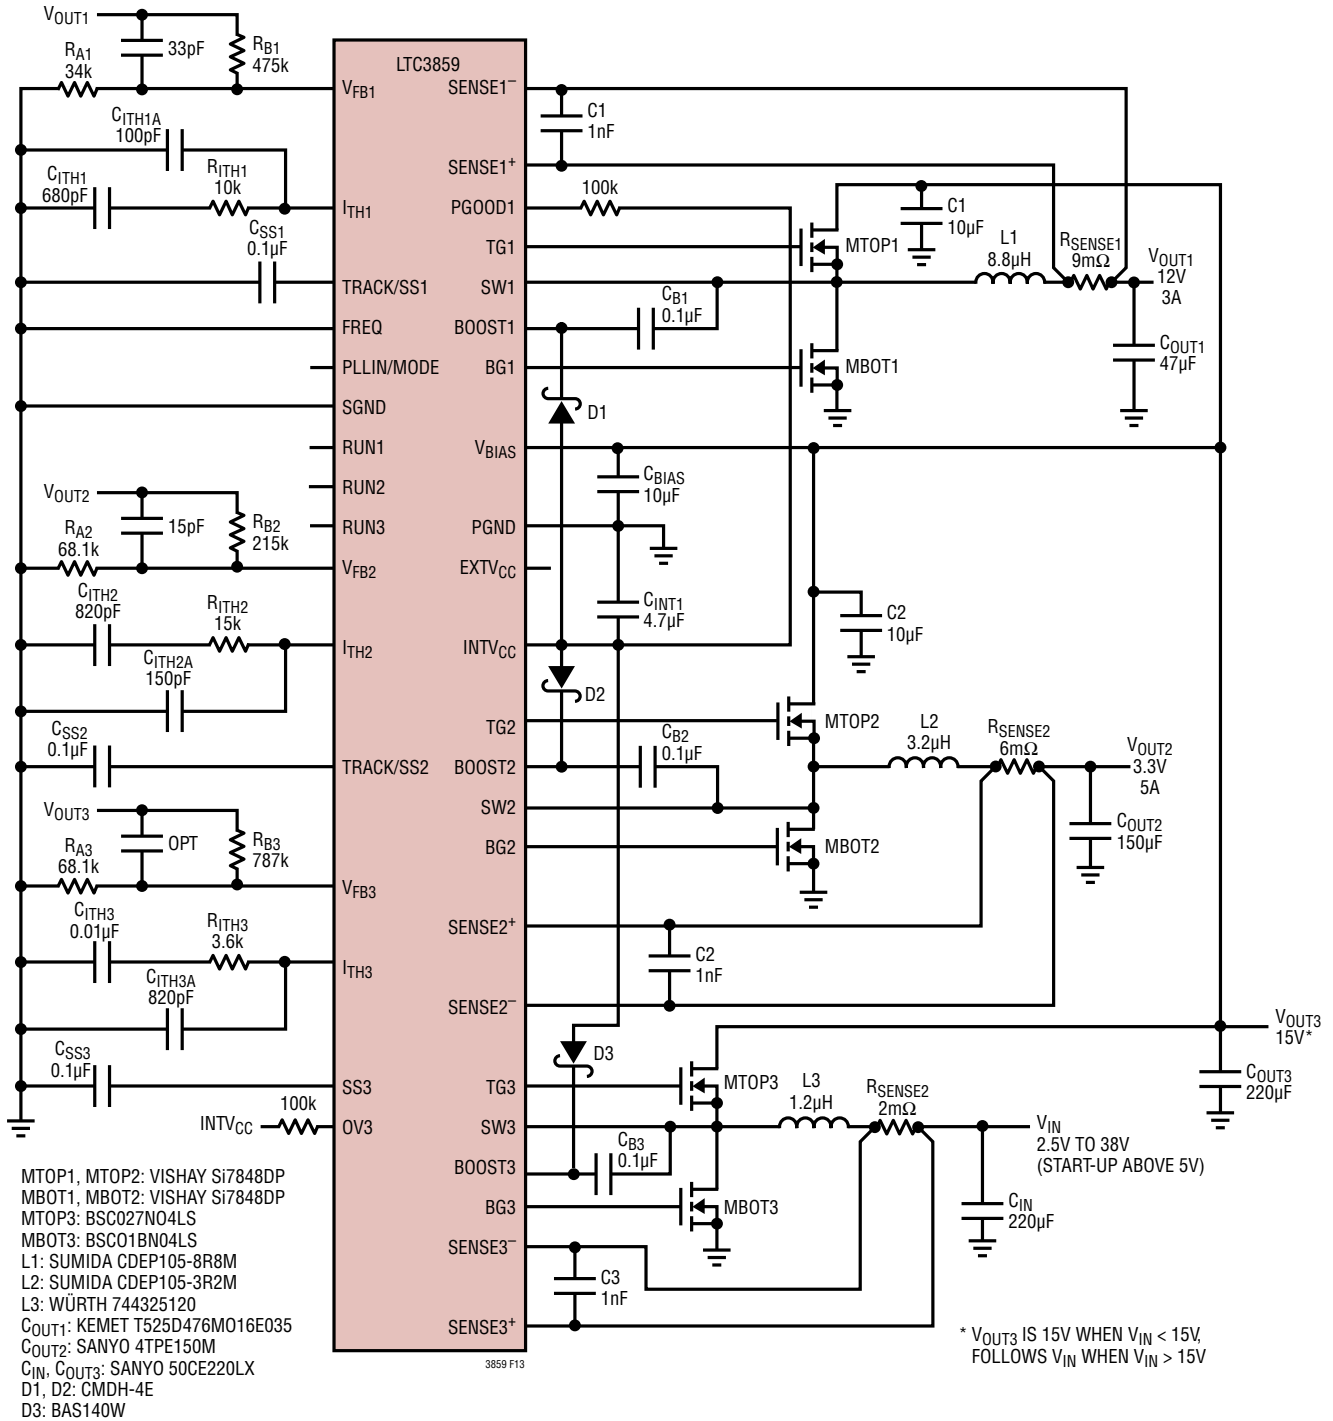 VOUT1
33pF
RB1
475k
RA1
34k
CITH1A
100pF
CITH1
680pF
RITH1
10k
CSS1
0.1µF
VOUT2
15pF
RB2
215k
RA2
68.1k
CITH2
820pF
RITH2
15k
CITH2A
150pF
CSS2
0.1µF
VOUT3
OPT
RB3
787k
RA3
68.1k
CITH3
0.01µF
RITH3
3.6k
CITH3A
820pF
CSS3
0.1µF
100k
INTVCC
LTC3859
VFB1
ITH1
TRACK/SS1
FREQ
PLLIN/MODE
SGND
RUN1
RUN2
RUN3
VFB2
ITH2
TRACK/SS2
VFB3
ITH3
SS3
OV3
SENSE1–
SENSE1+
PGOOD1
TG1
SW1
BOOST1
BG1
VBIAS
PGND
EXTVCC
INTVCC
TG2
BOOST2
SW2
BG2
SENSE2+
SENSE2–
TG3
SW3
BOOST3
BG3
SENSE3–
SENSE3+
3859 F13
C1
1nF
100k
C1
10µF
MTOP1
L1
8.8µH
RSENSE1
9mΩ
VOUT1
12V
3A
CB1
0.1µF
COUT1
47µF
MBOT1
D1
CBIAS
10µF
CINT1
4.7µF
C2
10µF
D2
MTOP2
L2
3.2µH
RSENSE2
6mΩ
VOUT2
3.3V
5A
CB2
0.1µF
COUT2
150µF
MBOT2
C2
1nF
VOUT3
15V*
D3
MTOP3
L3
1.2µH
RSENSE2
2mΩ
COUT3
220µF
VIN
2.5V TO 38V
(START-UP ABOVE 5V)
CB3
0.1µF
MBOT3
CIN
220µF
C3
1nF
MTOP1, MTOP2: VISHAY Si7848DP
MBOT1, MBOT2: VISHAY Si7848DP
MTOP3: BSC027NO4LS
MBOT3: BSCO1BN04LS
L1: SUMIDA CDEP105-8R8M
L2: SUMIDA CDEP105-3R2M
L3: WÜRTH 744325120
COUT1: KEMET T525D476MO16E035
COUT2: SANYO 4TPE150M
CIN, COUT3: SANYO 50CE220LX
D1, D2: CMDH-4E
D3: BAS140W
* VOUT3 IS 15V WHEN VIN < 15V,
FOLLOWS VIN WHEN VIN > 15V